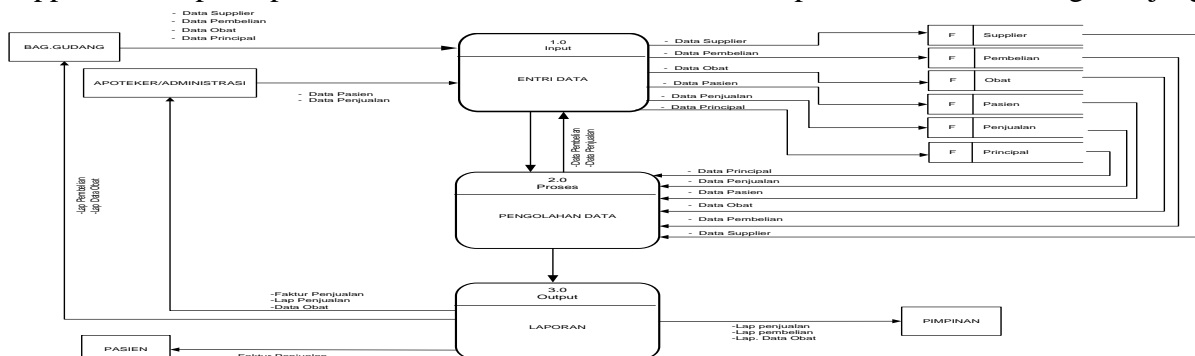 - Data Supplier
- Data Pembelian
- Data Obat
- Data Principal
BAG.GUDANG
APOTEKER/ADMINISTRASI
- Data Pasien
- Data Penjualan
1.0
Input
ENTRI DATA
- Data Supplier
- Data Pembelian
- Data Obat
- Data Pasien
- Data Penjualan
- Data Principal
F Supplier
F Pembelian
F Obat
F Pasien
F Penjualan
F Principal
-Data Pembelian
-Data Penjualan
-Lap Pembelian
-Lap Data Obat
2.0
Proses
PENGOLAHAN DATA
- Data Principal
- Data Penjualan
- Data Pasien
- Data Obat
- Data Pembelian
- Data Supplier
3.0
Output
LAPORAN
-Faktur Penjualan
-Lap Penjualan
-Data Obat
-Lap penjualan
-Lap pembelian
-Lap. Data Obat
PIMPINAN
PASIEN
Faktur Penjualan